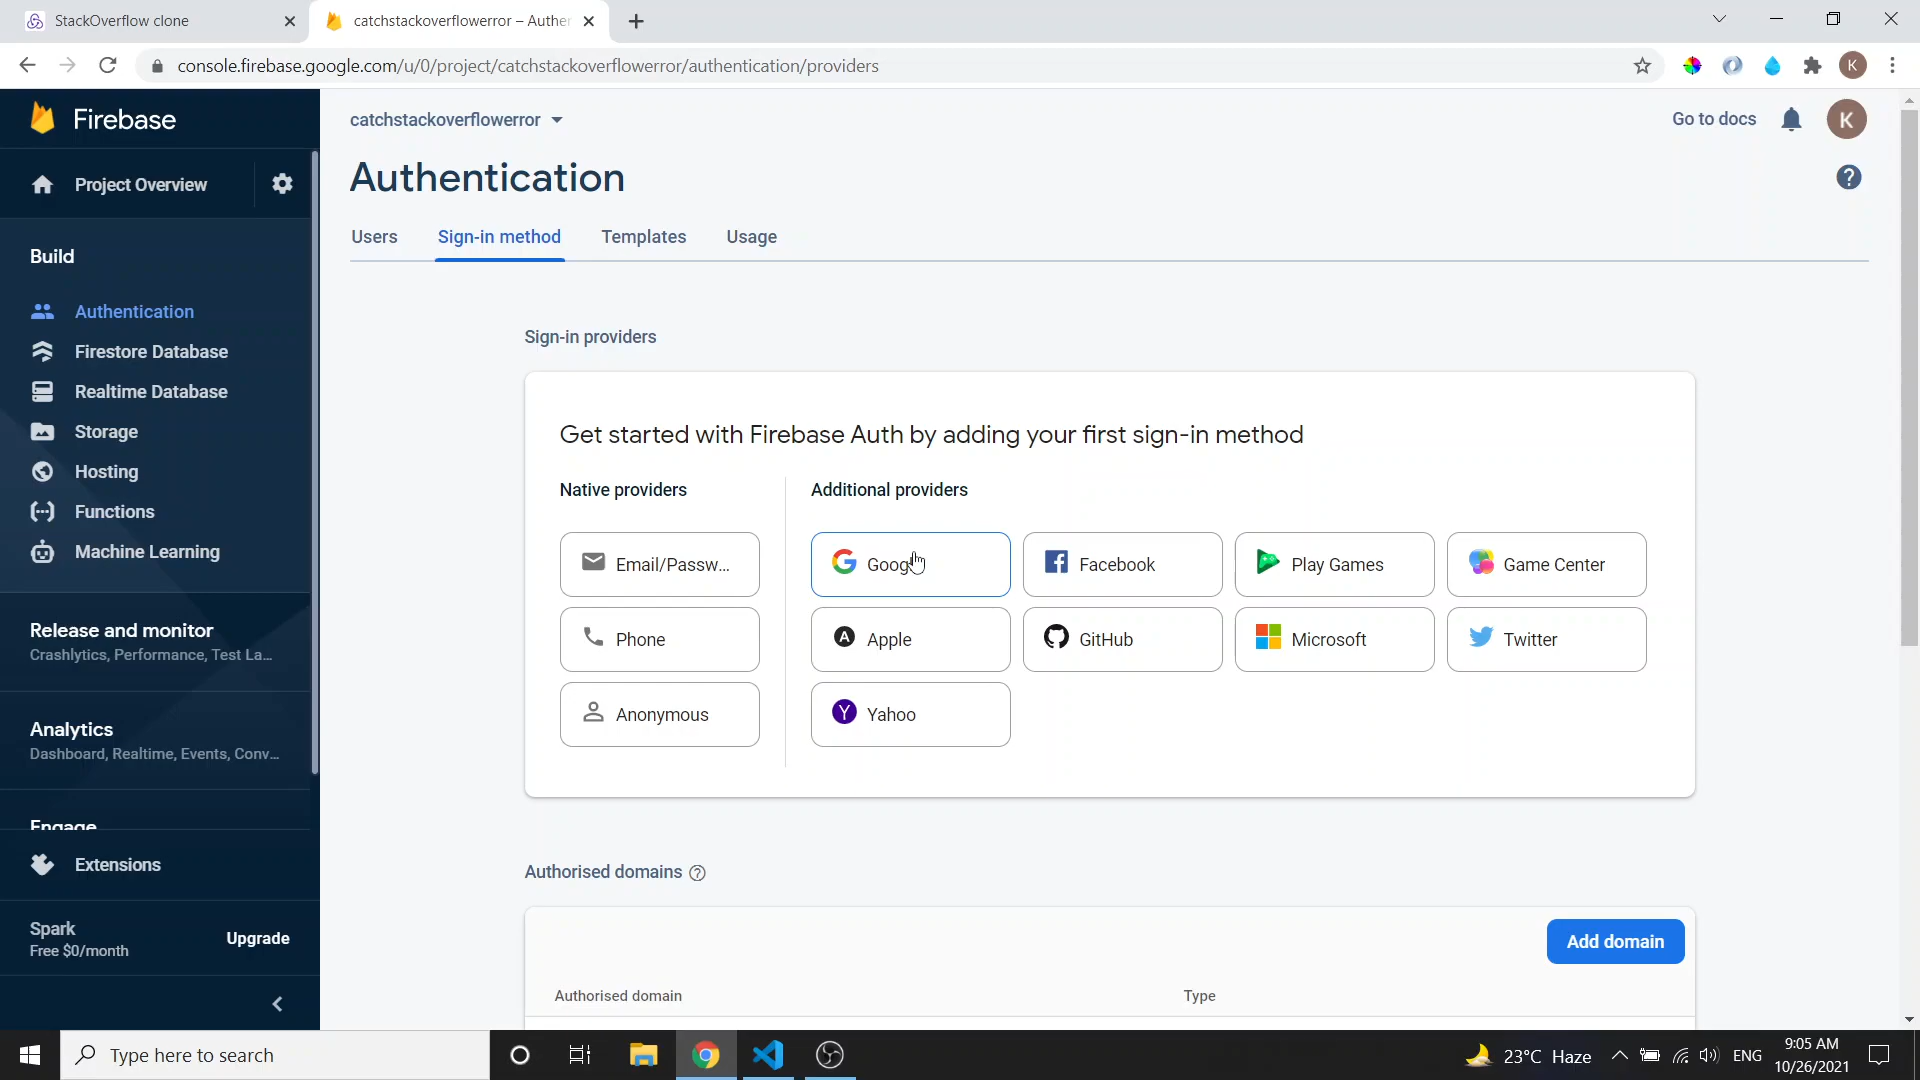 StackOverflow clone
catchstackoverflowerror – Auther
console.firebase.google.com/u/0/project/catchstackoverflowerror/authentication/providers
K
Firebase
catchstackoverflowerror
Go to docs
K
Project Overview
Authentication
?
Users
Sign-in method
Templates
Usage
Build
Authentication
Firestore Database
Realtime Database
Storage
Hosting
Functions
Machine Learning
Release and monitor
Crashlytics, Performance, Test La...
Analytics
Dashboard, Realtime, Events, Conv...
Engage
Extensions
Spark
Free $0/month
Upgrade
Sign-in providers
Get started with Firebase Auth by adding your first sign-in method
Native providers
Additional providers
Email/Passw...
Google
Facebook
Play Games
Game Center
Phone
Apple
GitHub
Microsoft
Twitter
Anonymous
Yahoo
Authorised domains ?
Add domain
Authorised domain
Type
Type here to search
23°C Haze
ENG
9:05 AM
10/26/2021